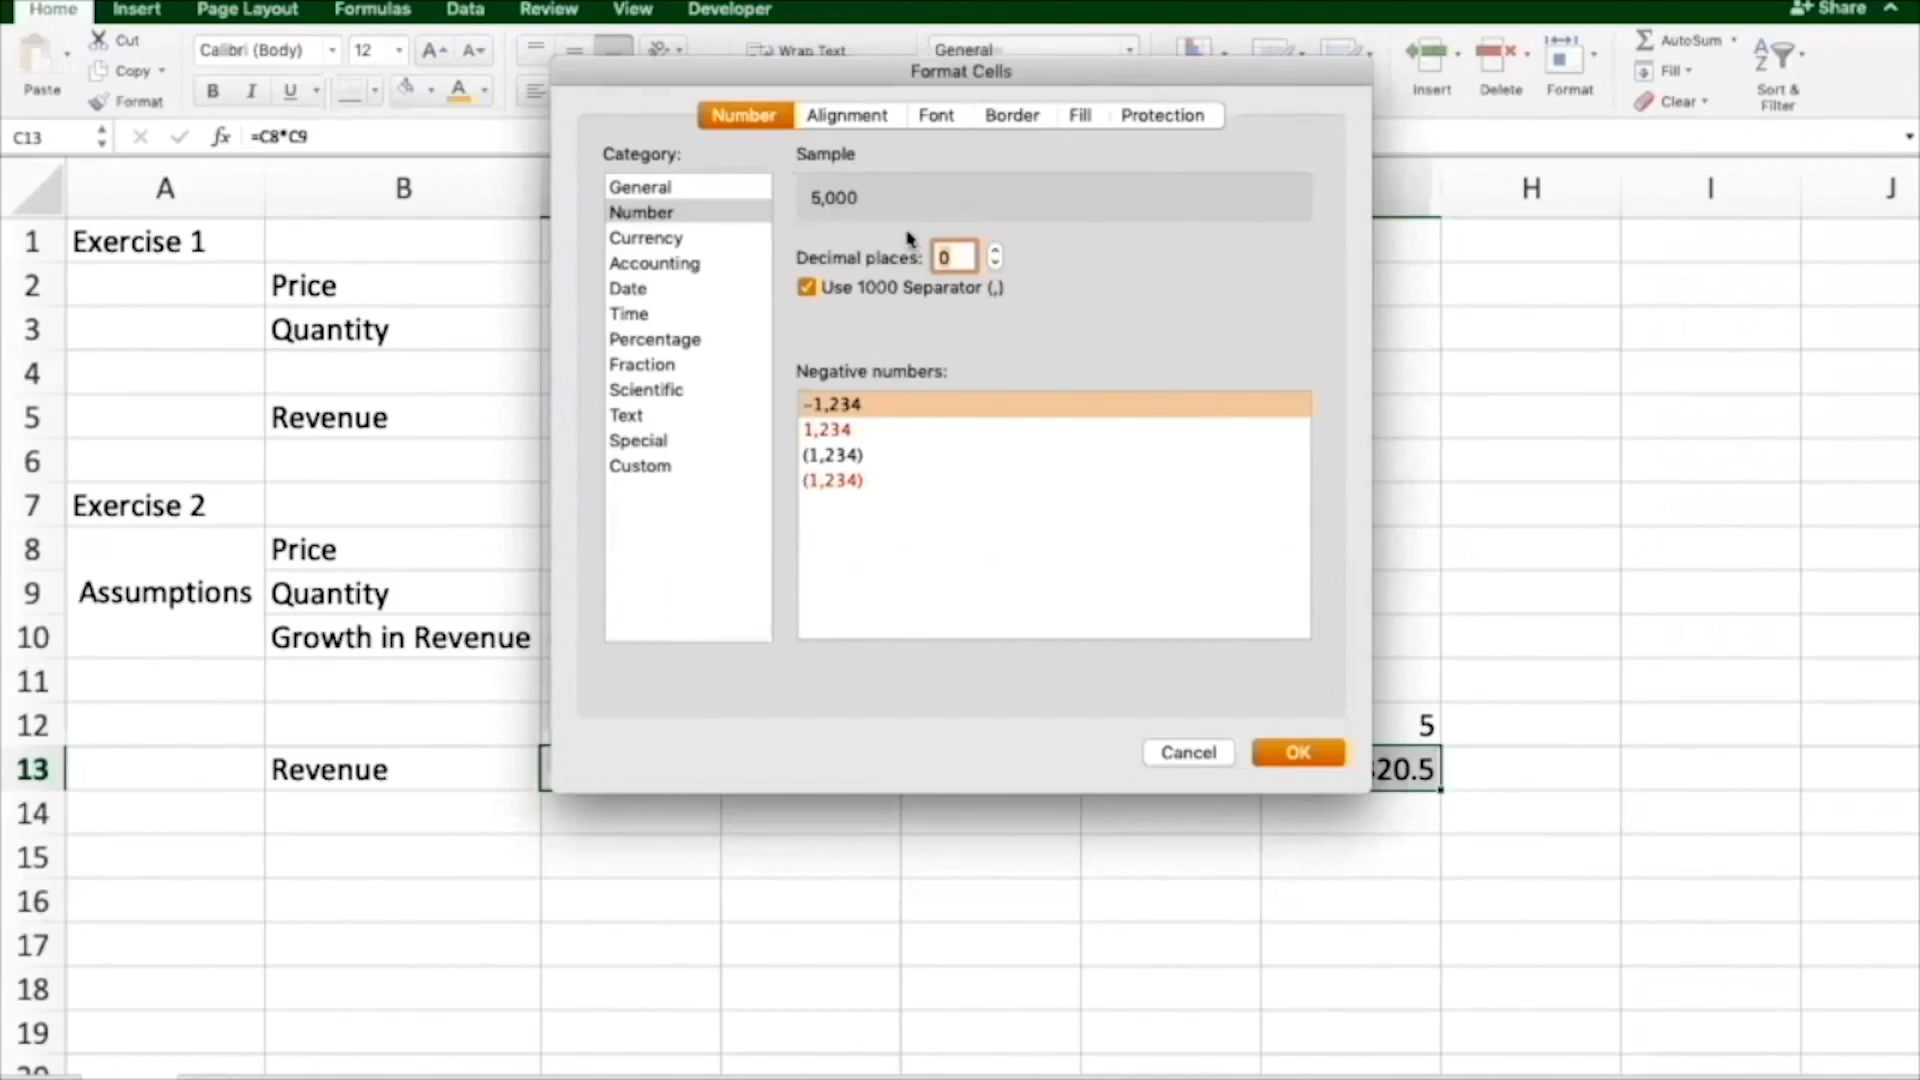 Home Insert Page Layout Formulas Data Review View Developer Share
Cut
Copy
Format
Paste
Calibri (Body) 12 A A
B I U A
Wrap Text
General
Insert Delete Format
AutoSum
Fill
Clear
Sort &
Filter
C13 fx =C8*C9
Format Cells
Number Alignment Font Border Fill Protection
Category:
General
Number
Currency
Accounting
Date
Time
Percentage
Fraction
Scientific
Text
Special
Custom
Sample
5,000
Decimal places: 0
Use 1000 Separator (,)
Negative numbers:
-1,234
1,234
(1,234)
(1,234)
Cancel OK
A B H I J
1 Exercise 1
2 Price
3 Quantity
4
5 Revenue
6
7 Exercise 2
8 Price
9 Assumptions Quantity
10 Growth in Revenue
11
12 5
13 Revenue 20.5
14
15
16
17
18
19